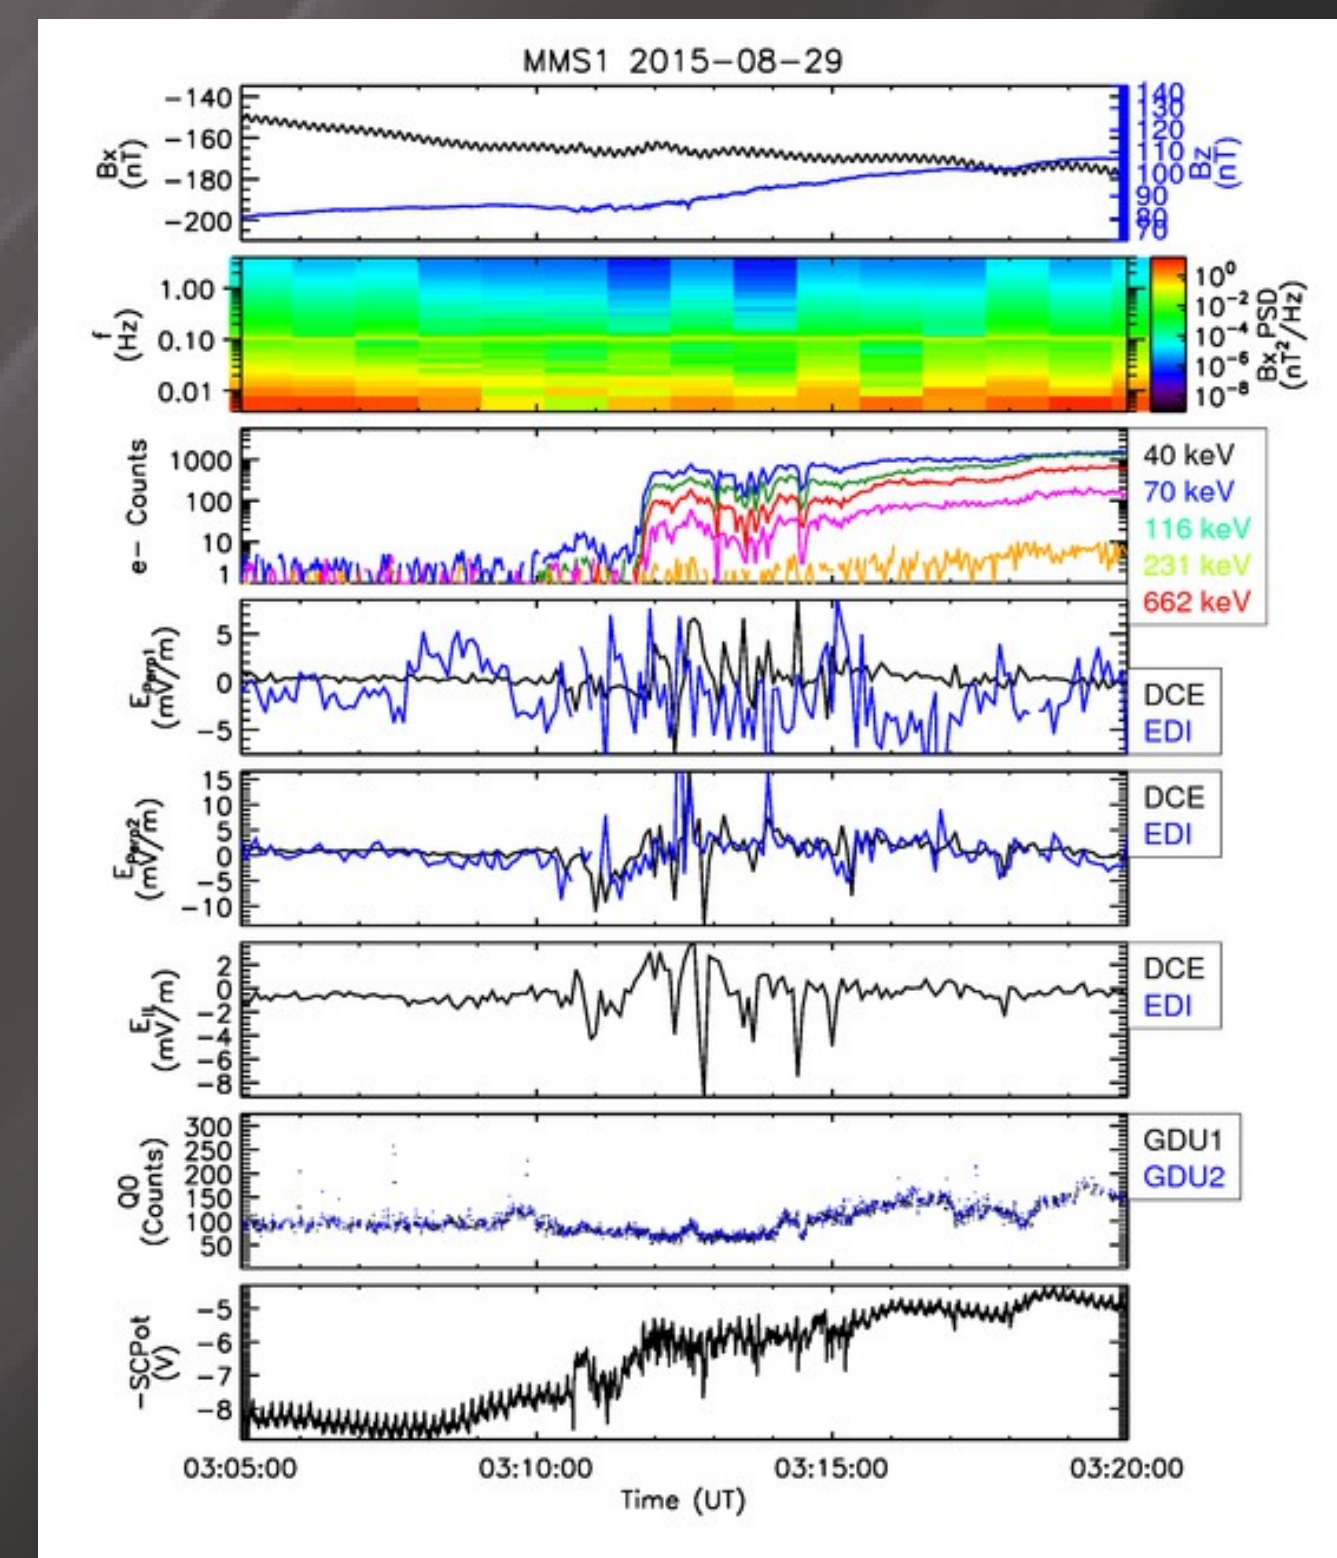 MMS1 2015-08-29
Bx
(nT)
-140
-160
-180
-200
140
130
120
110
100
90
80
70
Bz
(nT)
f
(Hz)
1.00
0.10
0.01
10⁰
10⁻²
10⁻⁴
10⁻⁶
10⁻⁸
Bx PSD
(nT²/Hz)
e- Counts
1000
100
10
1
40 keV
70 keV
116 keV
231 keV
662 keV
E Perp1
(mV/m)
5
0
-5
DCE
EDI
E Perp2
(mV/m)
15
10
5
0
-5
-10
DCE
EDI
E||
(mV/m)
2
0
-2
-4
-6
-8
DCE
EDI
Q0
(Counts)
300
250
200
150
100
50
GDU1
GDU2
-SCPot
(V)
-5
-6
-7
-8
03:05:00 03:10:00 03:15:00 03:20:00
Time (UT)